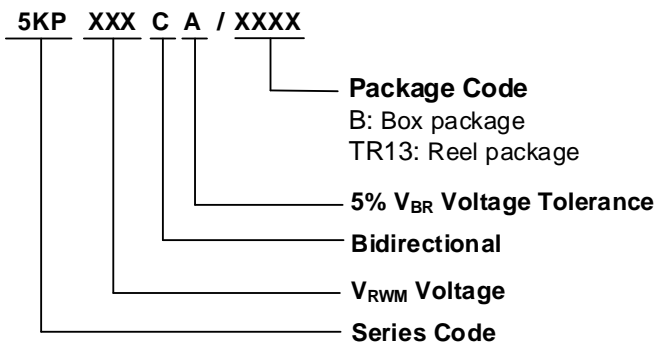 5KP XXX C A / XXXX
Package Code
B: Box package
TR13: Reel package
5% VBR Voltage Tolerance
Bidirectional
VRWM Voltage
Series Code